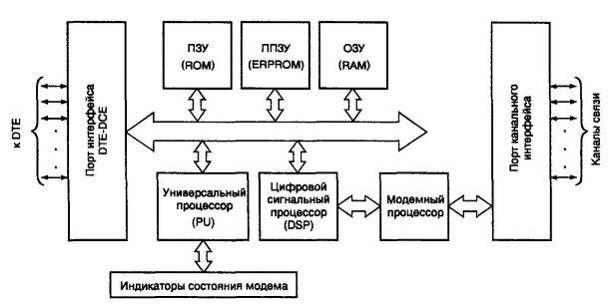 к DTE
Порт интерфейса
DTE-DCE
ПЗУ
(ROM)
ППЗУ
(ERPROM)
ОЗУ
(RAM)
Универсальный
процессор
(PU)
Цифровой
сигнальный
процессор
(DSP)
Модемный
процессор
Индикаторы состояния модема
Порт канального
интерфейса
Каналы связи